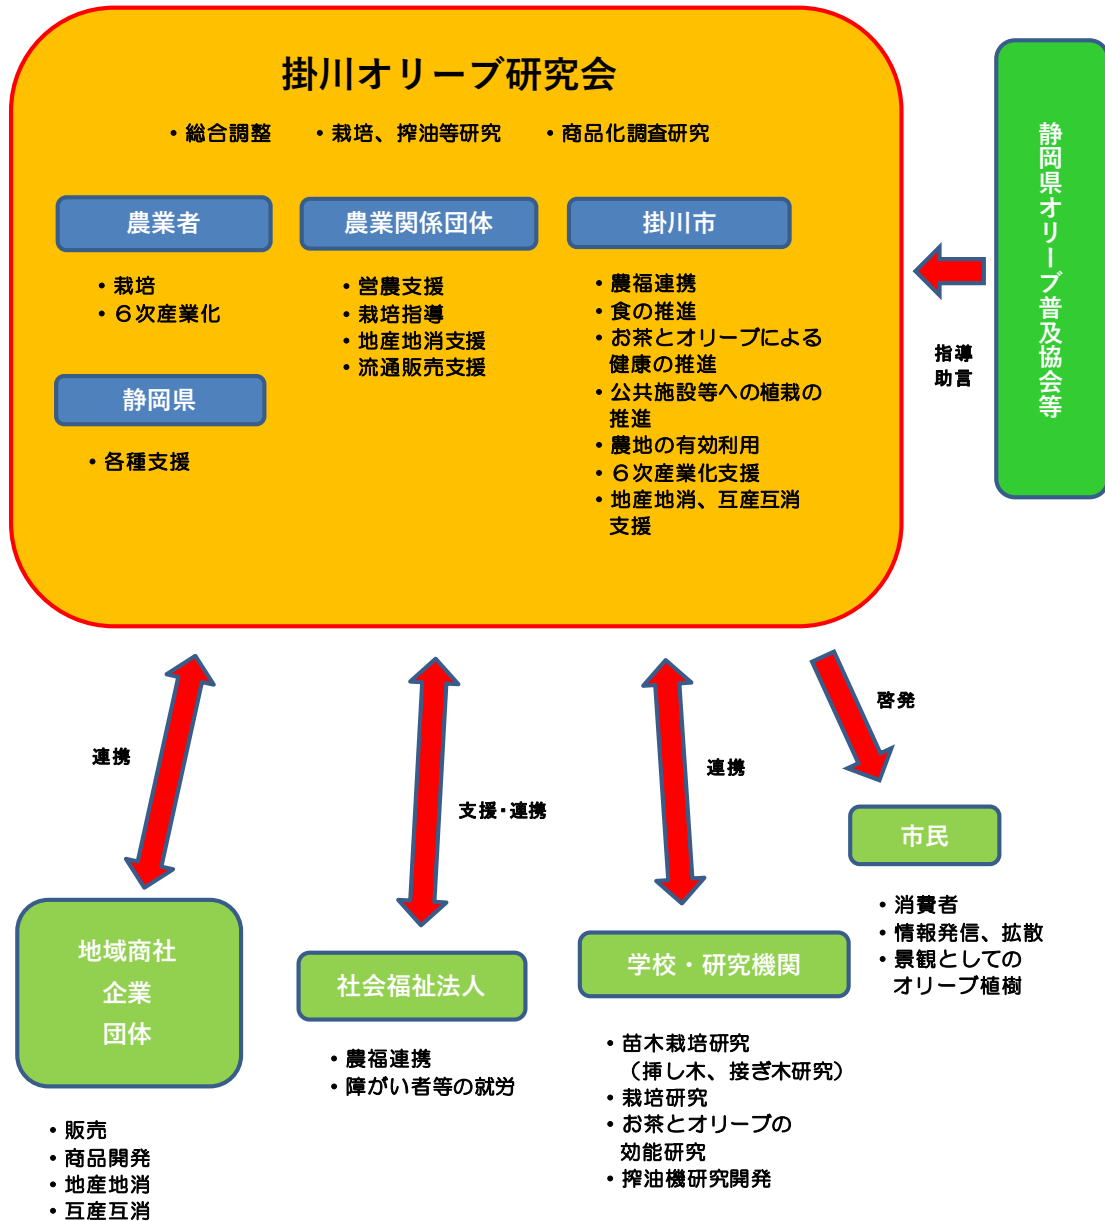 掛川オリーブ研究会
・総合調整 ・栽培、搾油等研究 ・商品化調査研究
農業者
・栽培
・６次産業化
静岡県
・各種支援
農業関係団体
・営農支援
・栽培指導
・地産地消支援
・流通販売支援
掛川市
・農福連携
・食の推進
・お茶とオリーブによる
健康の推進
・公共施設等への植栽の
推進
・農地の有効利用
・６次産業化支援
・地産地消、互産互消
支援
静岡県オリーブ普及協会等
指導
助言
連携
支援・連携
連携
啓発
地域商社
企業
団体
・販売
・商品開発
・地産地消
・互産互消
社会福祉法人
・農福連携
・障がい者等の就労
学校・研究機関
・苗木栽培研究
（挿し木、接ぎ木研究）
・栽培研究
・お茶とオリーブの
効能研究
・搾油機研究開発
市民
・消費者
・情報発信、拡散
・景観としての
オリーブ植樹